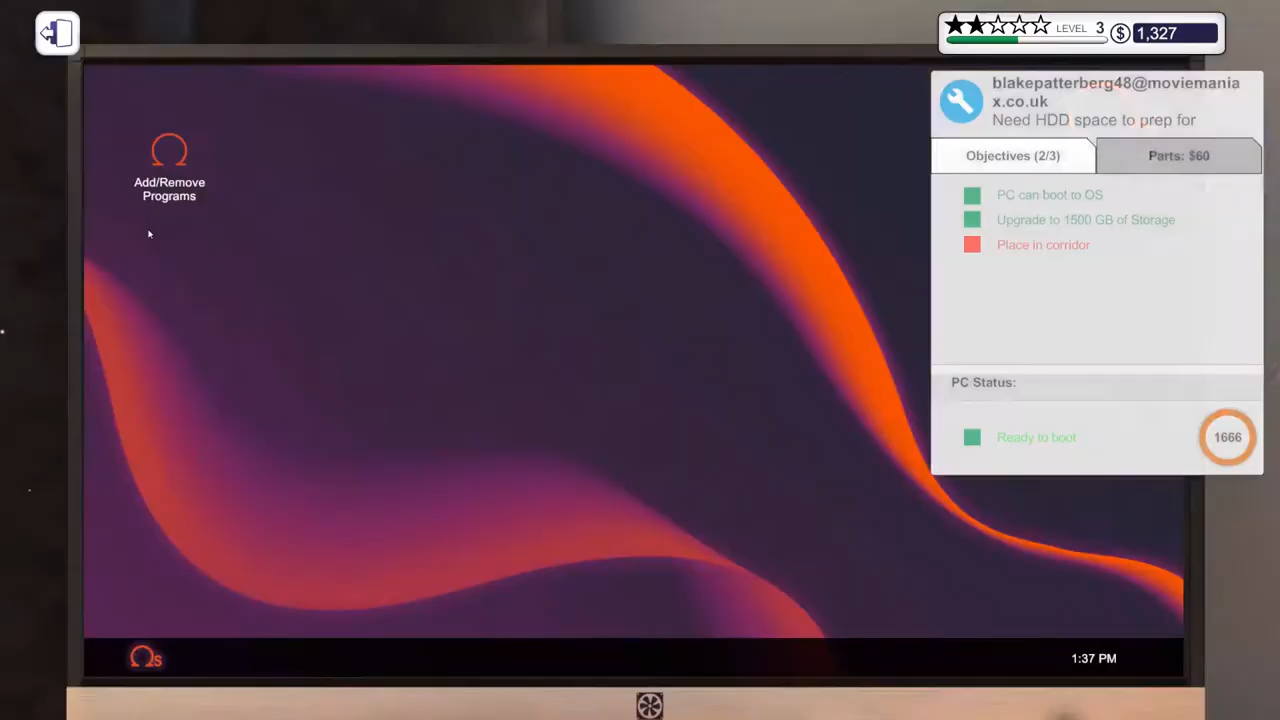 LEVEL 3
$ 1,327
blakepatterberg48@moviemania
x.co.uk
Need HDD space to prep for
Objectives (2/3)
Parts: $60
PC can boot to OS
Upgrade to 1500 GB of Storage
Place in corridor
PC Status:
Ready to boot
1666
Add/Remove
Programs
Ωs
1:37 PM